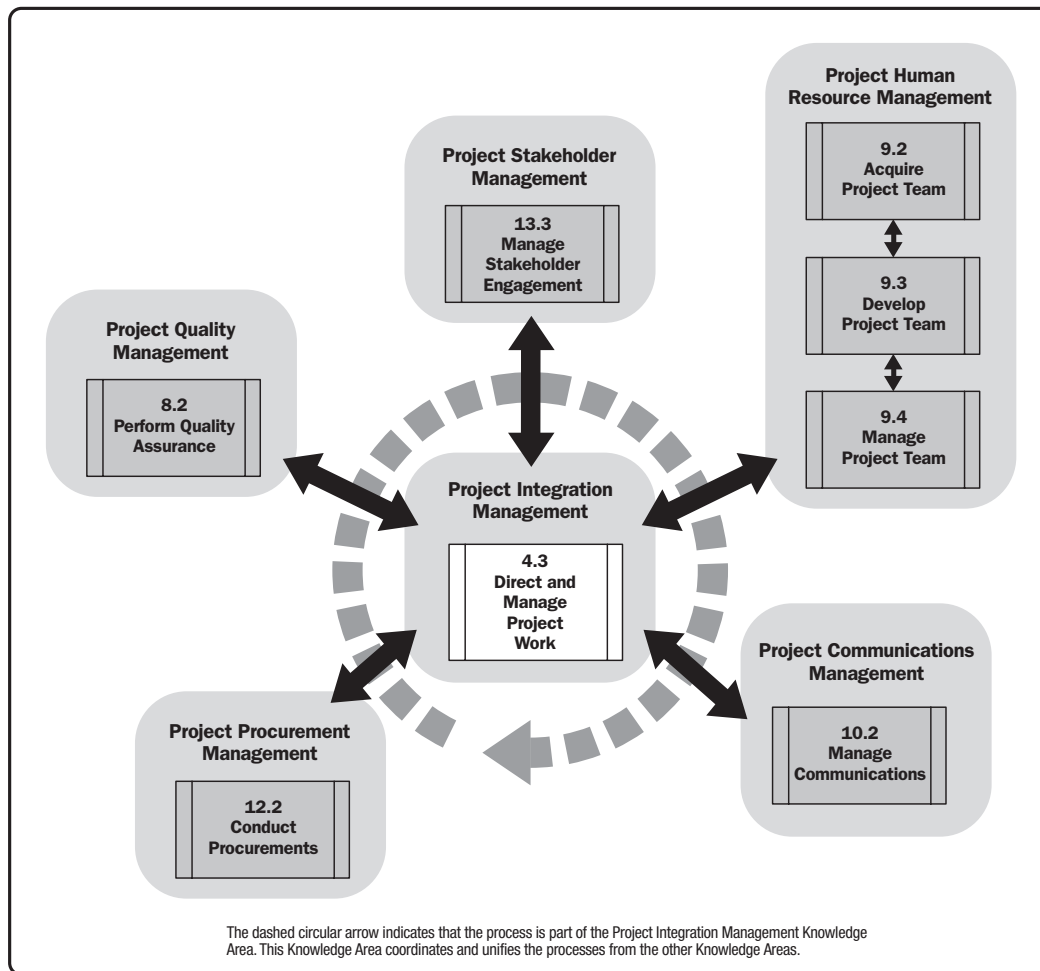 Project Human
Resource Management
9.2
Acquire
Project Team
9.3
Develop
Project Team
9.4
Manage
Project Team
Project Stakeholder
Management
13.3
Manage
Stakeholder
Engagement
Project Quality
Management
8.2
Perform Quality
Assurance
Project Integration
Management
4.3
Direct and
Manage
Project
Work
Project Communications
Management
10.2
Manage
Communications
Project Procurement
Management
12.2
Conduct
Procurements
The dashed circular arrow indicates that the process is part of the Project Integration Management Knowledge
Area. This Knowledge Area coordinates and unifies the processes from the other Knowledge Areas.